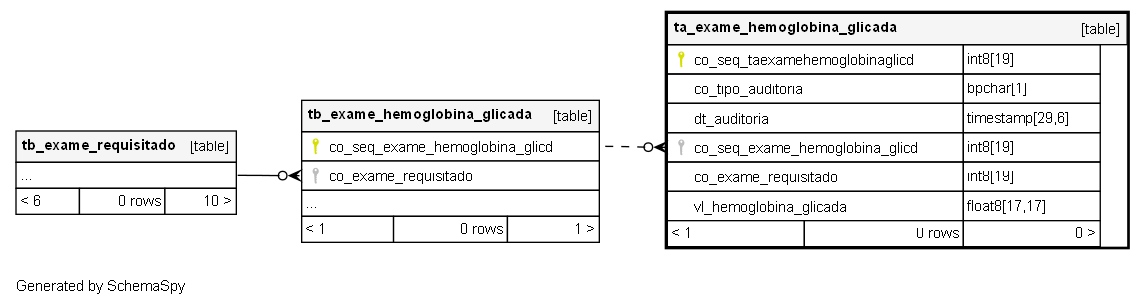 tb_exame_requisitado [table]
...
< 6 0 rows 10 >
tb_exame_hemoglobina_glicada [table]
co_seq_exame_hemoglobina_glicd
co_exame_requisitado
...
< 1 0 rows 1 >
ta_exame_hemoglobina_glicada [table]
co_seq_taexamehemoglobinaglicd int8[19]
co_tipo_auditoria bpchar[1]
dt_auditoria timestamp[29,6]
co_seq_exame_hemoglobina_glicd int8[19]
co_exame_requisitado int8[19]
vl_hemoglobina_glicada float8[17,17]
< 1 0 rows 0 >
Generated by SchemaSpy